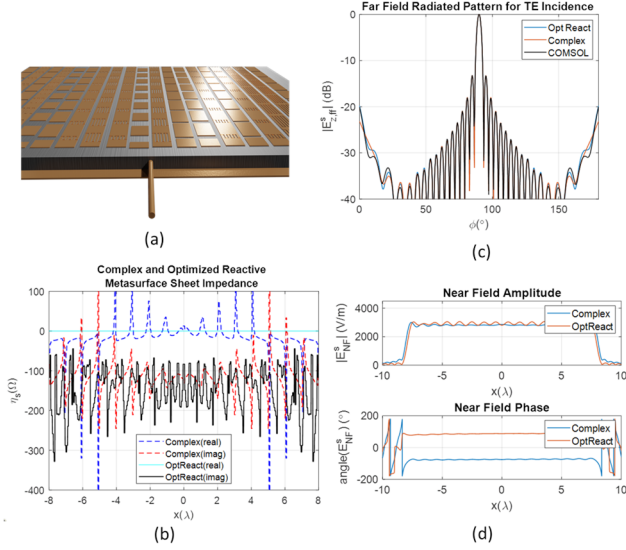 (a)
Far Field Radiated Pattern for TE Incidence
|E^s_z,ff| (dB)
0
-10
-20
-30
-40
Opt React
Complex
COMSOL
0 50 100 150
ϕ(°)
(c)
Complex and Optimized Reactive
Metasurface Sheet Impedance
η_s(Ω)
100
0
-100
-200
-300
-400
Complex(real)
Complex(imag)
OptReact(real)
OptReact(imag)
-8 -6 -4 -2 0 2 4 6 8
x(λ)
(b)
Near Field Amplitude
|E^s_NF| (V/m)
4000
2000
0
Complex
OptReact
-10 -5 0 5 10
x(λ)
Near Field Phase
angle(E^s_NF) (°)
200
0
-200
Complex
OptReact
-10 -5 0 5 10
x(λ)
(d)